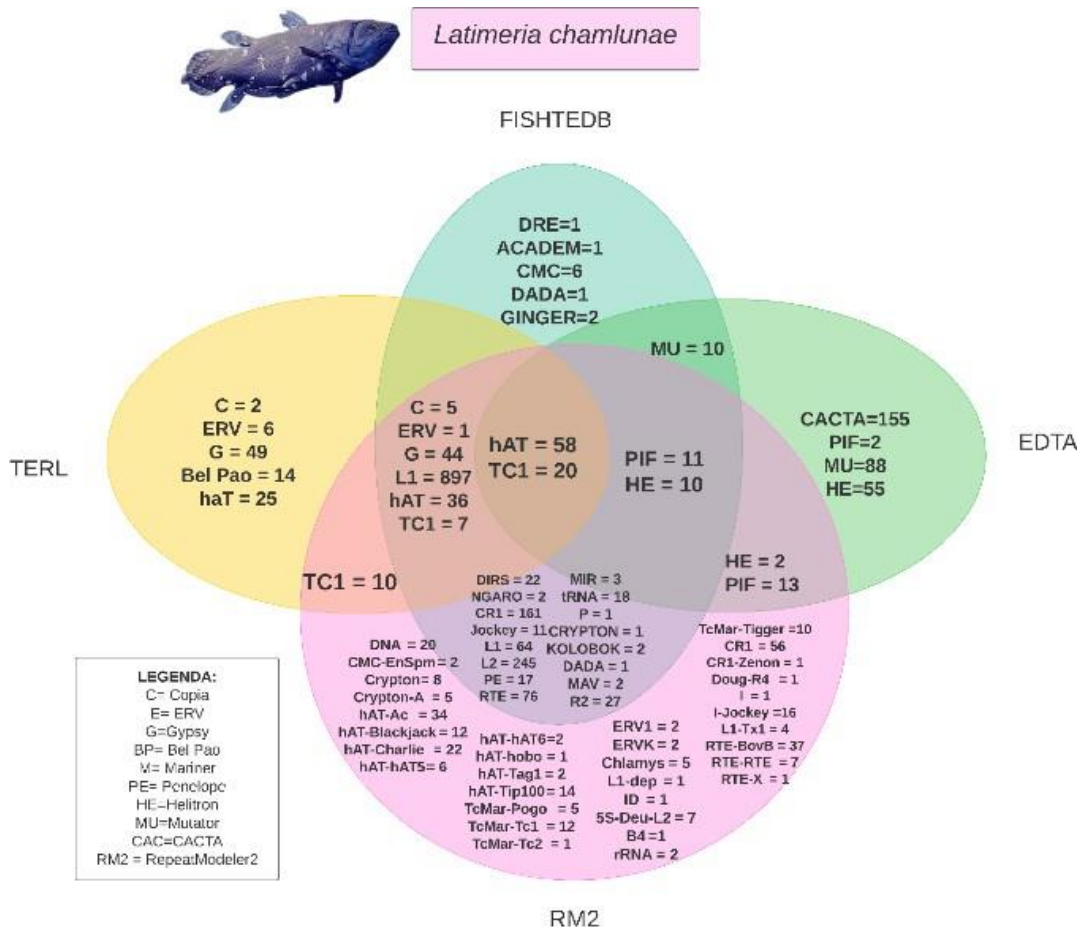 Latimeria chamlunae
FISHTEDB
DRE=1
ACADEM=1
CMC=6
DADA=1
GINGER=2
MU = 10
TERL
C = 2
ERV = 6
G = 49
Bel Pao = 14
haT = 25
C = 5
ERV = 1
G = 44
L1 = 897
hAT = 36
TC1 = 7
hAT = 58
TC1 = 20
PIF = 11
HE = 10
CACTA=155
PIF=2
MU=88
HE=55
EDTA
TC1 = 10
HE = 2
PIF = 13
DIRS = 22
NGARO = 2
CR1 = 161
Jockey = 11
L1 = 64
L2 = 245
PE = 17
RTE = 76
MIR = 3
tRNA = 18
P = 1
CRYPTON = 1
KOLOBOK = 2
DADA = 1
MAV = 2
R2 = 27
DNA = 20
CMC-EnSpm= 2
Crypton= 8
Crypton-A = 5
hAT-Ac = 34
hAT-Blackjack = 12
hAT-Charlie = 22
hAT-hAT5= 6
hAT-hAT6=2
hAT-hobo = 1
hAT-Tag1 = 2
hAT-Tip100 = 14
TcMar-Pogo = 5
TcMar-Tc1 = 12
TcMar-Tc2 = 1
ERV1 = 2
ERVK = 2
Chlamys = 5
L1-dep = 1
ID = 1
5S-Deu-L2 = 7
B4 =1
rRNA = 2
TcMar-Tigger =10
CR1 = 56
CR1-Zenon = 1
Doug-R4 = 1
I = 1
I-Jockey =16
L1-Tx1 = 4
RTE-BovB = 37
RTE-RTE = 7
RTE-X = 1
LEGENDA:
C= Copia
E= ERV
G=Gypsy
BP= Bel Pao
M= Mariner
PE= Penelope
HE=Helitron
MU=Mutator
CAC=CACTA
RM2 = RepeatModeler2
RM2